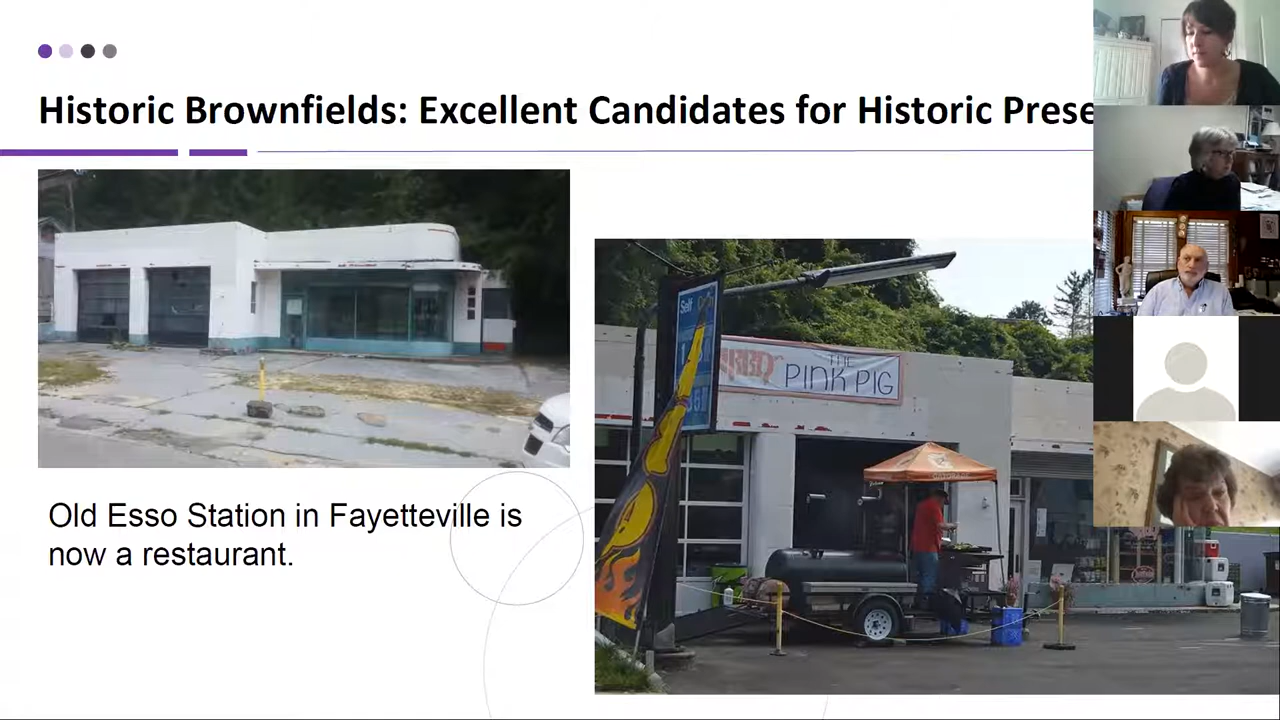 Historic Brownfields: Excellent Candidates for Historic Prese
Self
BBQ
THE
PINK PIG
Old Esso Station in Fayetteville is
now a restaurant.